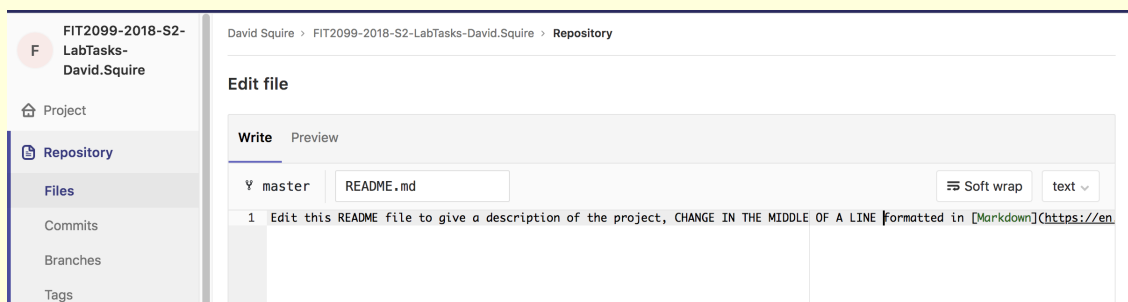 F
FIT2099-2018-S2-
LabTasks-
David.Squire
Project
Repository
Files
Commits
Branches
Tags
David Squire > FIT2099-2018-S2-LabTasks-David.Squire > Repository
Edit file
Write Preview
master README.md Soft wrap text
1 Edit this README file to give a description of the project, CHANGE IN THE MIDDLE OF A LINE formatted in [Markdown](https://en.